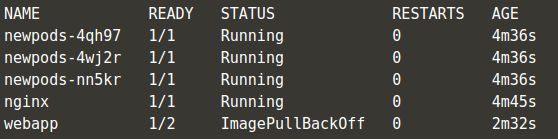 NAME READY STATUS RESTARTS AGE
newpods-4qh97 1/1 Running 0 4m36s
newpods-4wj2r 1/1 Running 0 4m36s
newpods-nn5kr 1/1 Running 0 4m36s
nginx 1/1 Running 0 4m45s
webapp 1/2 ImagePullBackOff 0 2m32s